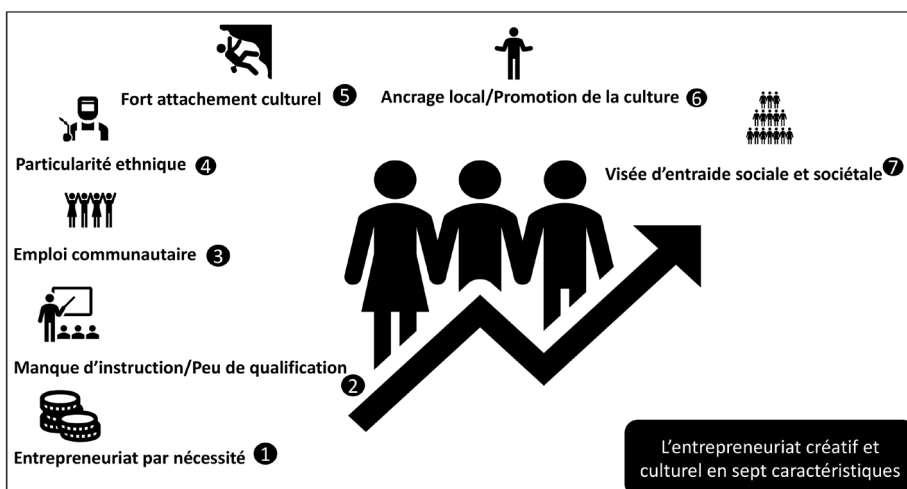 Fort attachement culturel 5
Ancrage local/Promotion de la culture 6
Particularité ethnique 4
Visée d'entraide sociale et sociétale 7
Emploi communautaire 3
Manque d'instruction/Peu de qualification 2
Entrepreneuriat par nécessité 1
L'entrepreneuriat créatif et
culturel en sept caractéristiques